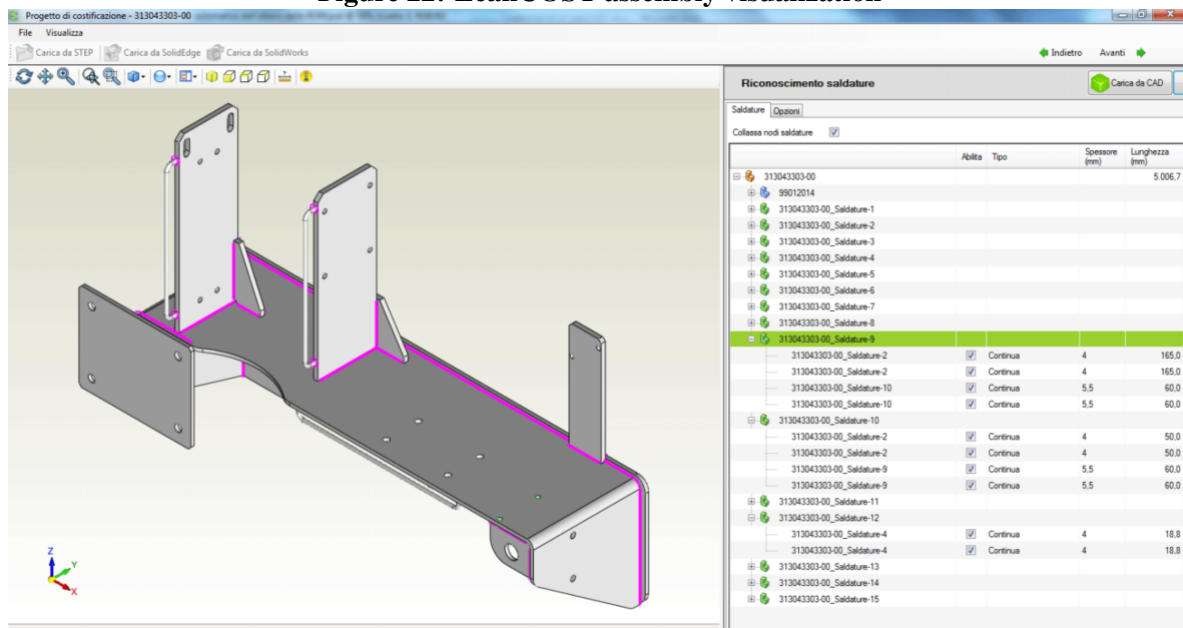 Figure 22: LeanCOST assembly visualization
Progetto di costificazione - 313043303-00
File Visualizza
Carica da STEP Carica da SolidEdge Carica da SolidWorks Indietro Avanti
Riconoscimento saldature Carica da CAD
Saldature Opzioni
Collassa nodi saldature
Abilita Tipo Spessore (mm) Lunghezza (mm)
313043303-00 5.006,7
99012014
313043303-00_Saldature-1
313043303-00_Saldature-2
313043303-00_Saldature-3
313043303-00_Saldature-4
313043303-00_Saldature-5
313043303-00_Saldature-6
313043303-00_Saldature-7
313043303-00_Saldature-8
313043303-00_Saldature-9
313043303-00_Saldature-2 Continua 4 165,0
313043303-00_Saldature-2 Continua 4 165,0
313043303-00_Saldature-10 Continua 5,5 60,0
313043303-00_Saldature-10 Continua 5,5 60,0
313043303-00_Saldature-10
313043303-00_Saldature-2 Continua 4 50,0
313043303-00_Saldature-2 Continua 4 50,0
313043303-00_Saldature-9 Continua 5,5 60,0
313043303-00_Saldature-9 Continua 5,5 60,0
313043303-00_Saldature-11
313043303-00_Saldature-12
313043303-00_Saldature-4 Continua 4 18,8
313043303-00_Saldature-4 Continua 4 18,8
313043303-00_Saldature-13
313043303-00_Saldature-14
313043303-00_Saldature-15
Z
Y
X